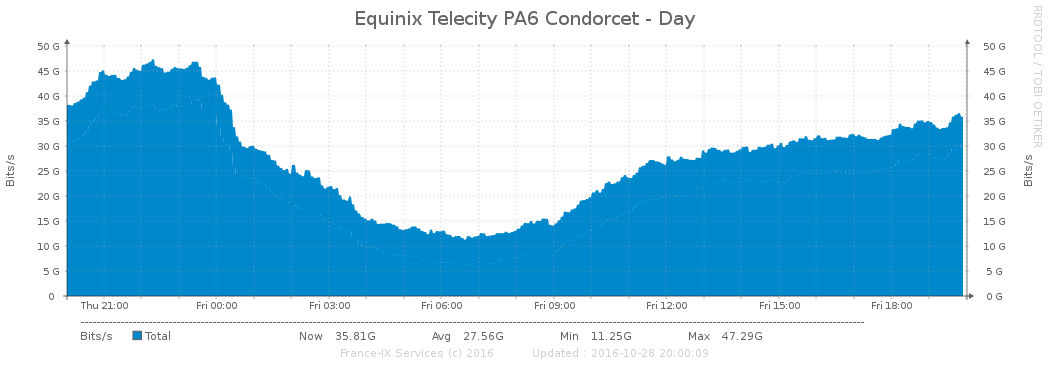 Equinix Telecity PA6 Condorcet - Day
RRDTOOL / TOBI OETIKER
Bits/s
50 G
45 G
40 G
35 G
30 G
25 G
20 G
15 G
10 G
5 G
0
50 G
45 G
40 G
35 G
30 G
25 G
20 G
15 G
10 G
5 G
0 G
Bits/s
Thu 21:00 Fri 00:00 Fri 03:00 Fri 06:00 Fri 09:00 Fri 12:00 Fri 15:00 Fri 18:00
Bits/s Total Now 35.81G Avg 27.56G Min 11.25G Max 47.29G
France-IX Services (c) 2016 Updated : 2016-10-28 20:00:09